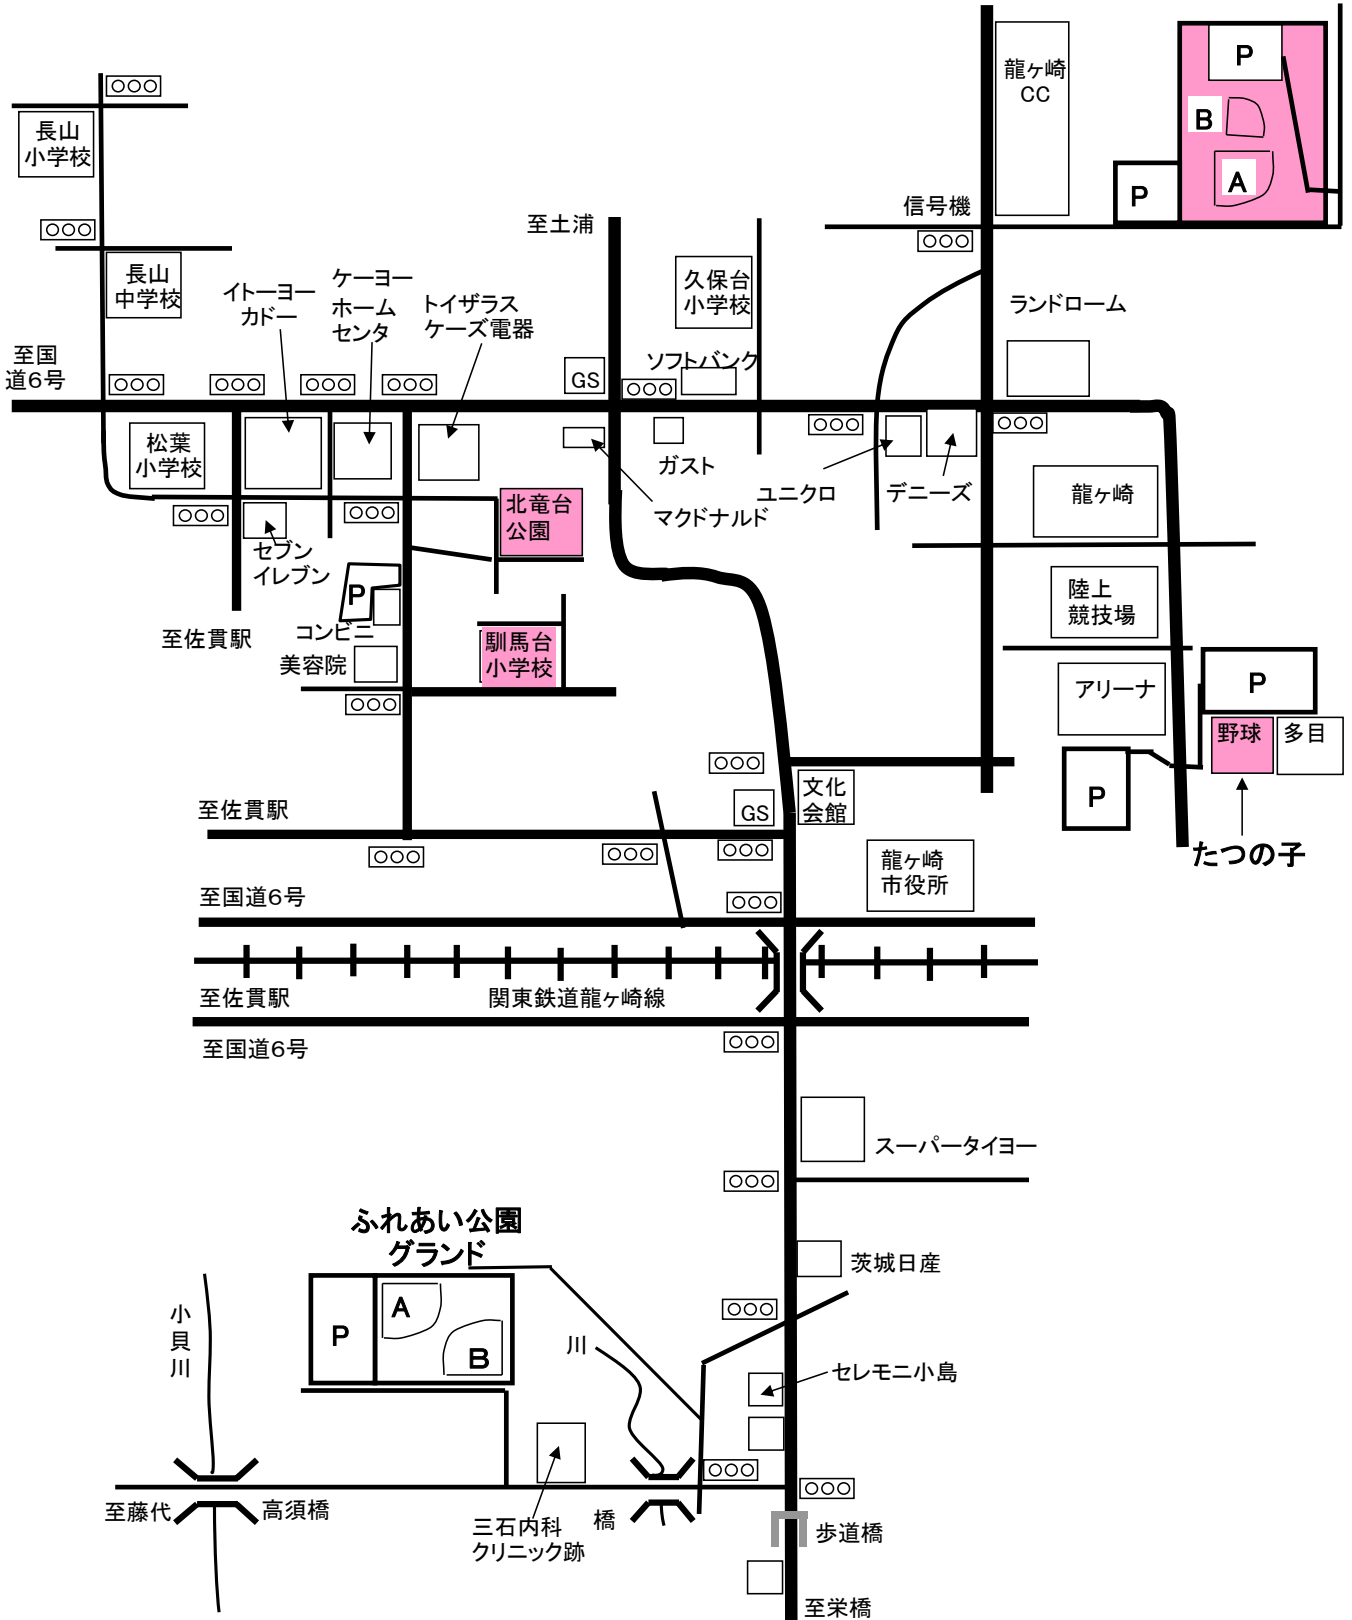 龍ヶ崎
CC
P
B
A
P
長山
小学校
信号機
至土浦
長山
中学校
イトーヨー
カドー
ケーヨー
ホーム
センタ
トイザラス
ケーズ電器
久保台
小学校
ランドローム
至国
道6号
GS
ソフトバンク
松葉
小学校
ガスト
ユニクロ
デニーズ
龍ヶ崎
北竜台
公園
マクドナルド
セブン
イレブン
P
コンビニ
陸上
競技場
至佐貫駅
美容院
馴馬台
小学校
アリーナ
P
野球
多目
P
文化
会館
GS
至佐貫駅
たつの子
龍ヶ崎
市役所
至国道6号
至佐貫駅
関東鉄道龍ヶ崎線
至国道6号
スーパータイヨー
ふれあい公園
グランド
茨城日産
小
貝
川
P
A
B
川
セレモニ小島
至藤代
高須橋
三石内科
クリニック跡
橋
歩道橋
至栄橋